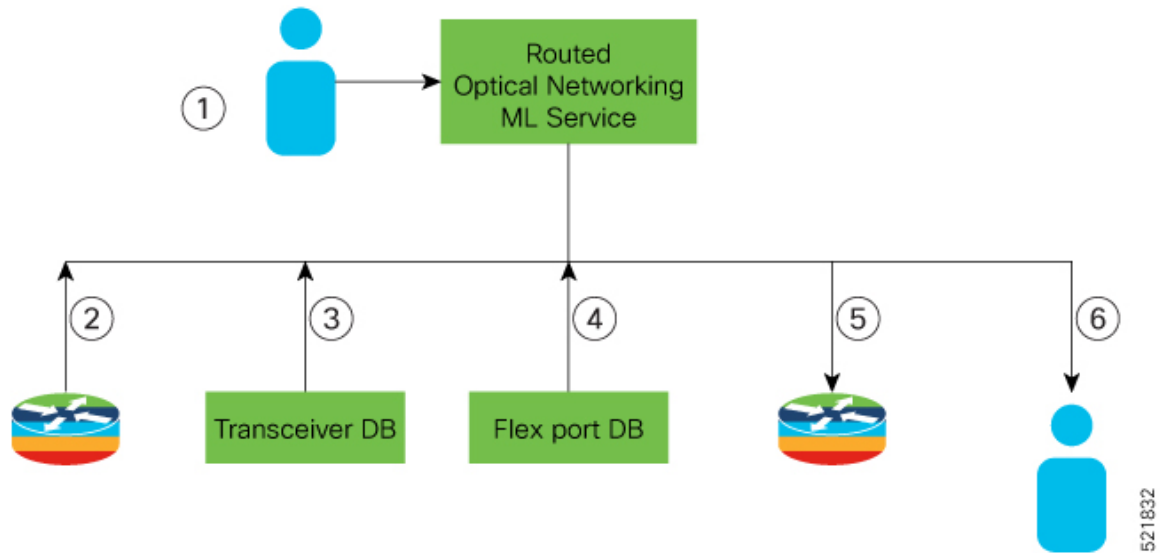 Routed
Optical Networking
ML Service
1
2
3
4
5
6
Transceiver DB
Flex port DB
521832